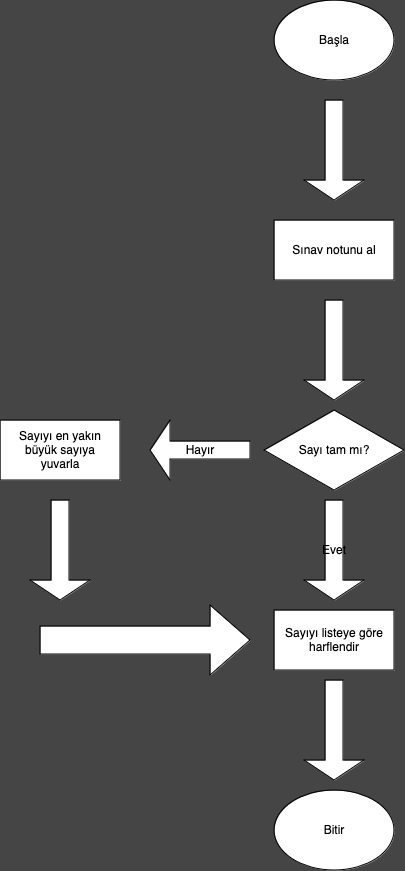 Başla
Sınav notunu al
Sayı tam mı?
Hayır
Sayıyı en yakın
büyük sayıya
yuvarla
Evet
Sayıyı listeye göre
harflendir
Bitir